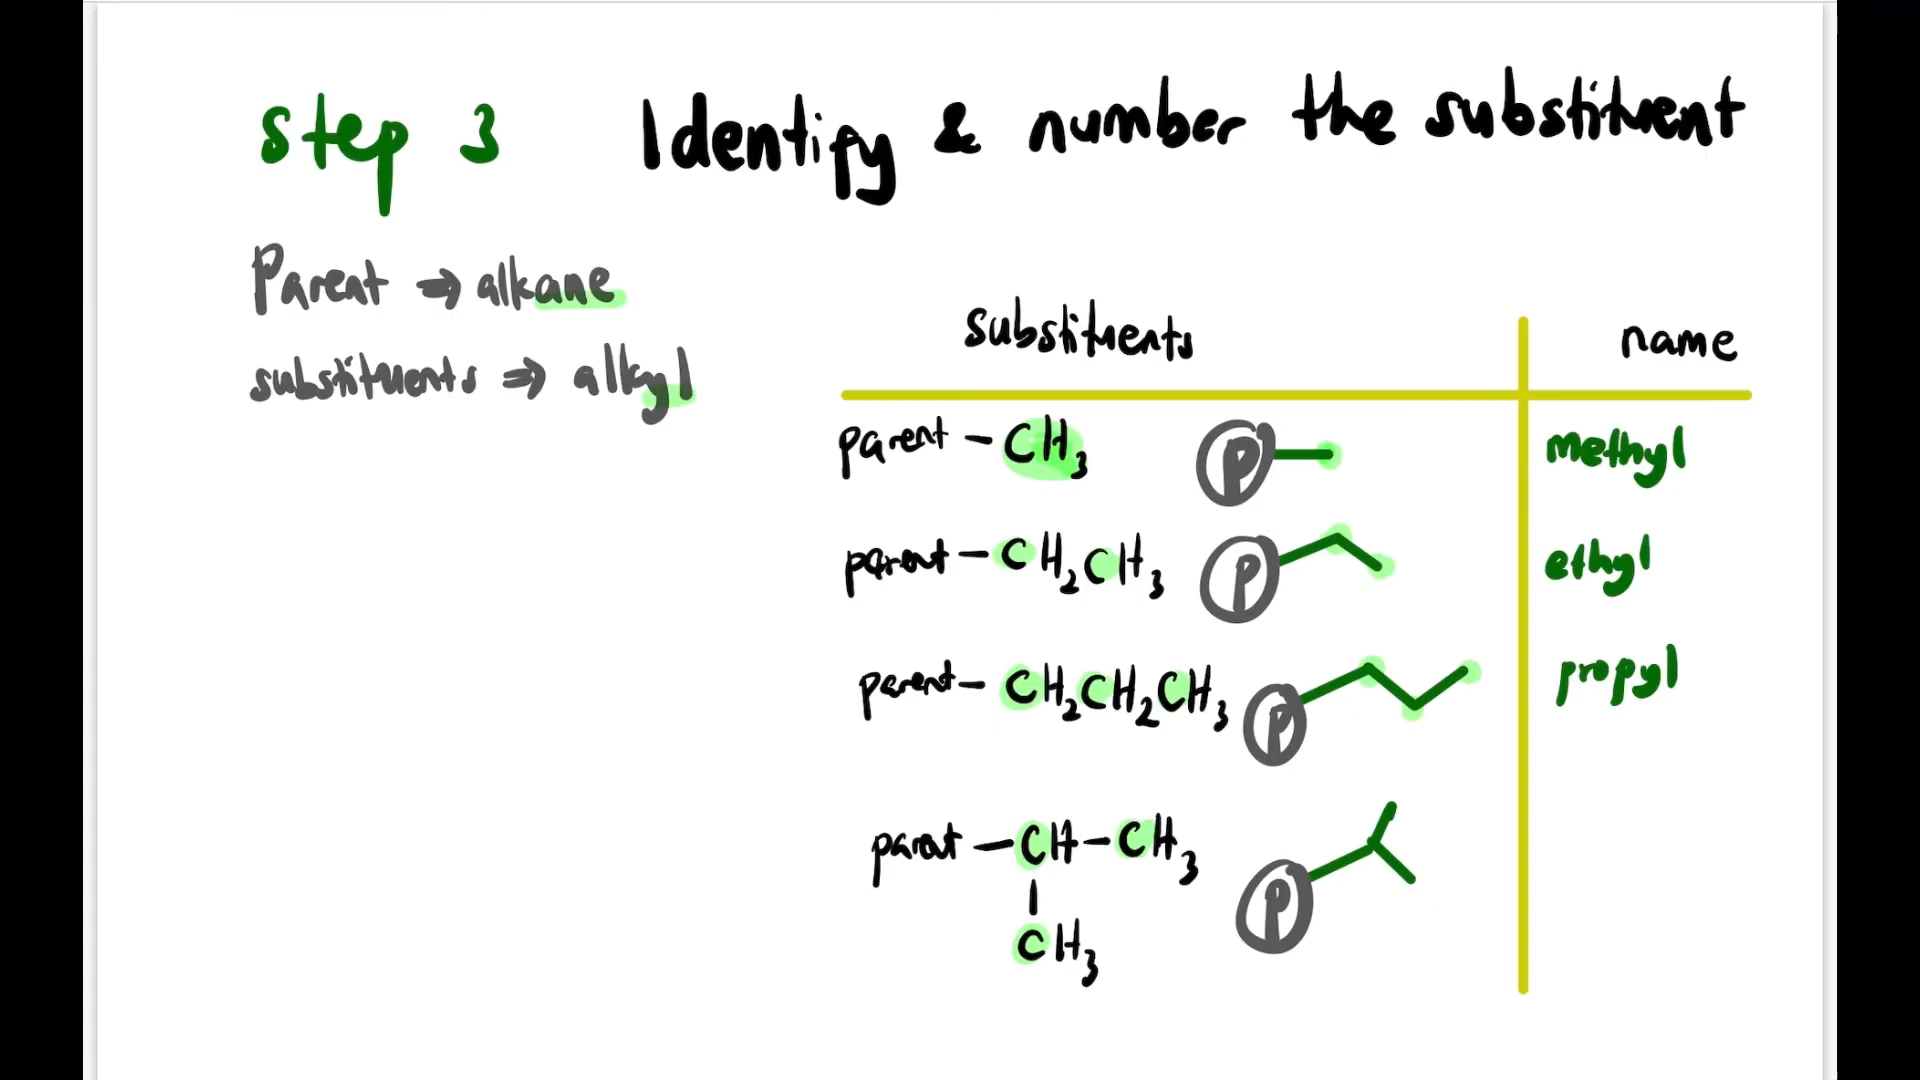 step 3 Identify & number the substituent
Parent ⇒ alkane
substituents ⇒ alkyl
substituents name
parent – CH₃ P methyl
parent – CH₂CH₃ P ethyl
parent – CH₂CH₂CH₃ P propyl
parent – CH – CH₃ P
|
CH₃